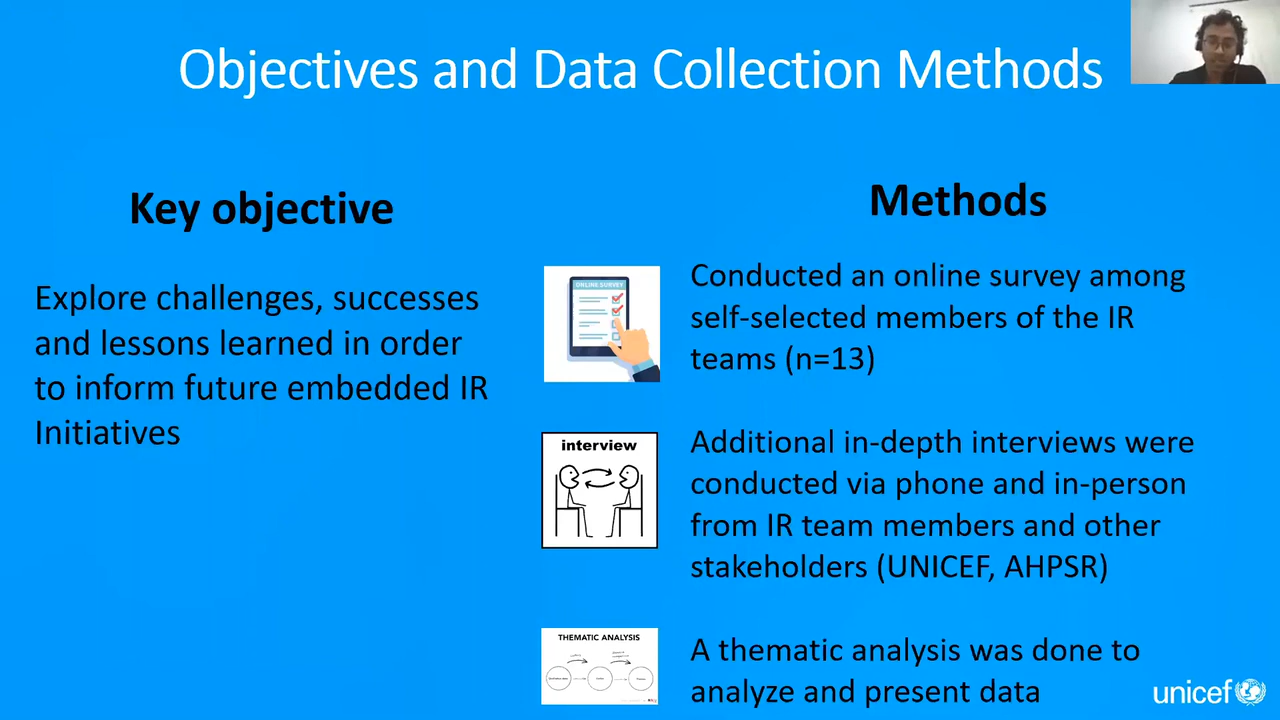 Objectives and Data Collection Methods
Key objective
Explore challenges, successes
and lessons learned in order
to inform future embedded IR
Initiatives
Methods
ONLINE SURVEY
Conducted an online survey among
self-selected members of the IR
teams (n=13)
interview
Additional in-depth interviews were
conducted via phone and in-person
from IR team members and other
stakeholders (UNICEF, AHPSR)
THEMATIC ANALYSIS
A thematic analysis was done to
analyze and present data
unicef